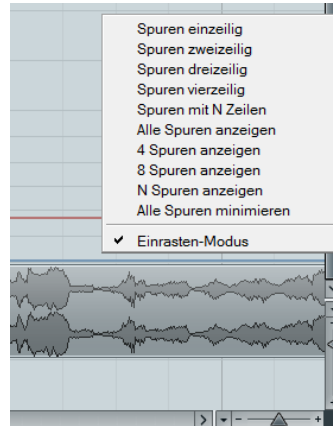 Spuren einzeilig
Spuren zweizeilig
Spuren dreizeilig
Spuren vierzeilig
Spuren mit N Zeilen
Alle Spuren anzeigen
4 Spuren anzeigen
8 Spuren anzeigen
N Spuren anzeigen
Alle Spuren minimieren
Einrasten-Modus